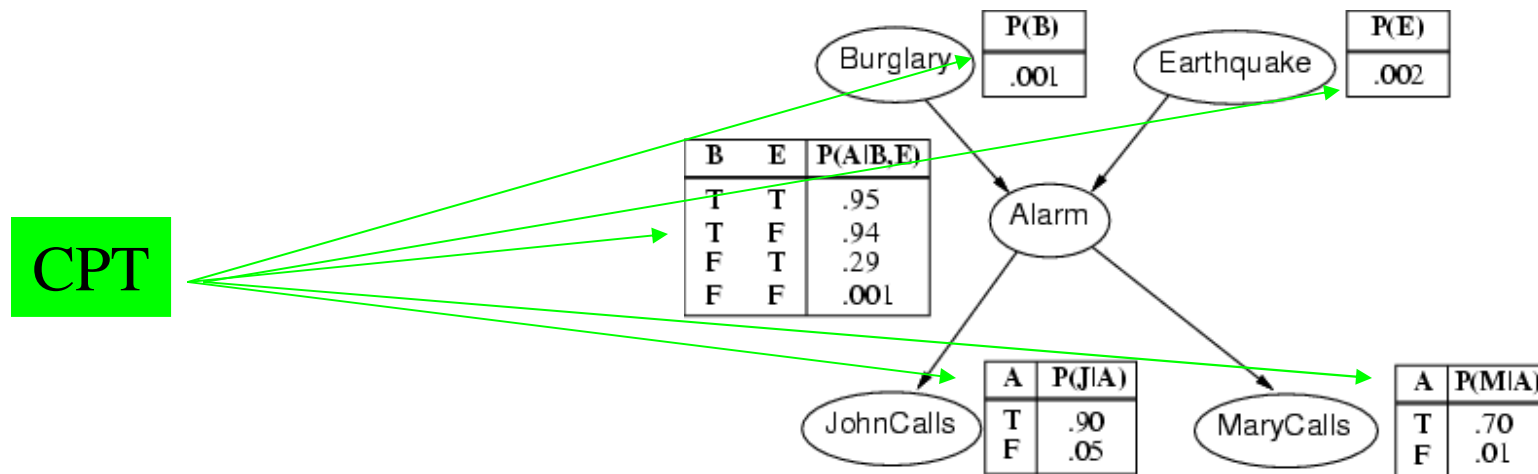 P(B)
.001
Burglary
P(E)
.002
Earthquake
B E P(A|B,E)
T T .95
T F .94
F T .29
F F .001
Alarm
CPT
A P(J|A)
T .90
F .05
JohnCalls
A P(M|A)
T .70
F .01
MaryCalls